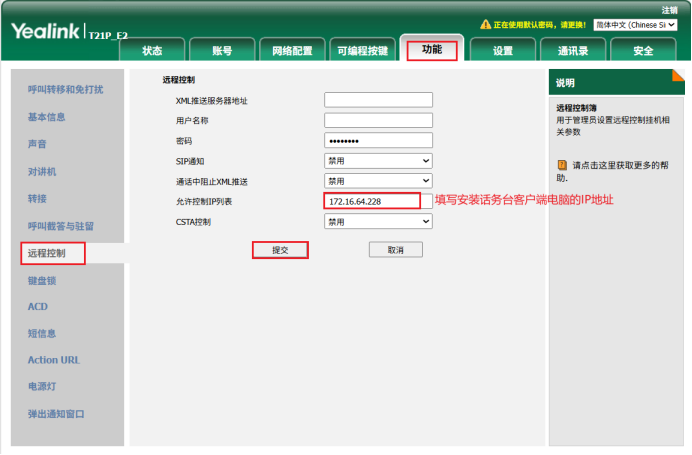 注销
Yealink | T21P_E2
正在使用默认密码，请更换！ 简体中文 (Chinese Si
状态 账号 网络配置 可编程按键 功能 设置 通讯录 安全
呼叫转移和免打扰
基本信息
声音
对讲机
转接
呼叫截答与驻留
远程控制
键盘锁
ACD
短信息
Action URL
电源灯
弹出通知窗口
远程控制
XML推送服务器地址
用户名称
密码 ••••••••
SIP通知 禁用
通话中阻止XML推送 禁用
允许控制IP列表 172.16.64.228 填写安装话务台客户端电脑的IP地址
CSTA控制 禁用
提交 取消
说明
远程控制簿
用于管理员设置远程控制挂机相
关参数
请点击这里获取更多的帮
助.